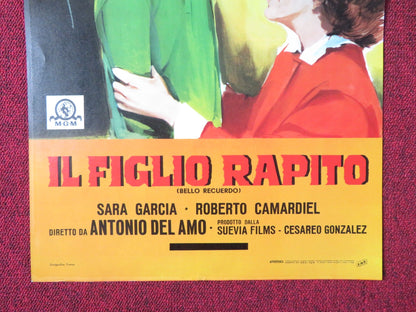 MGM
IL FIGLIO RAPITO
(BELLO RECUERDO)
SARA GARCIA · ROBERTO CAMARDIEL
DIRETTO DA ANTONIO DEL AMO · PRODOTTO DALLA
SUEVIA FILMS - CESAREO GONZALEZ